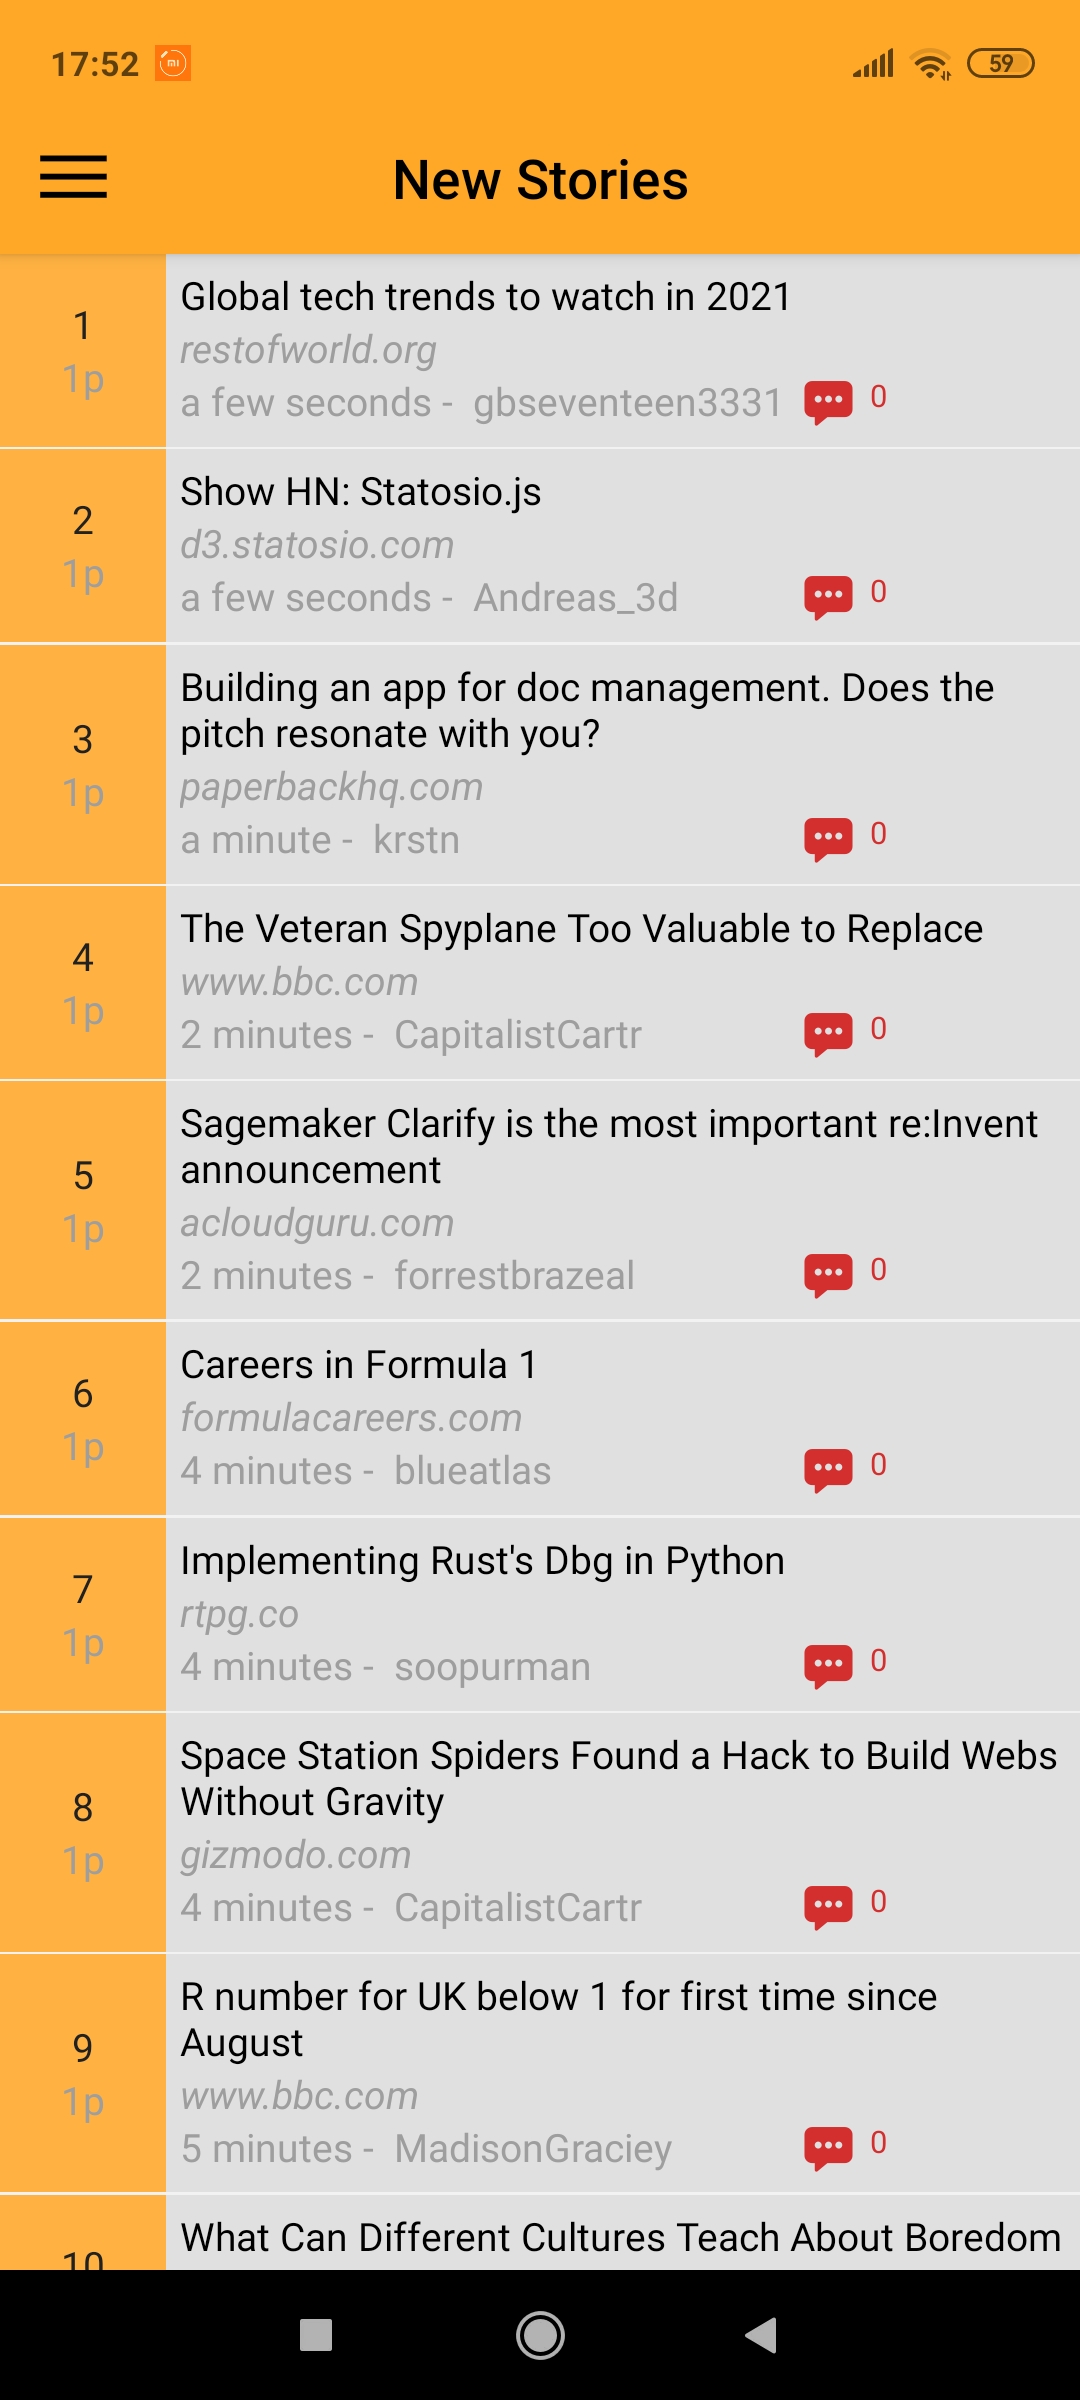 17:52
59
New Stories
1
1p
Global tech trends to watch in 2021
restofworld.org
a few seconds - gbseventeen3331 0
2
1p
Show HN: Statosio.js
d3.statosio.com
a few seconds - Andreas_3d 0
3
1p
Building an app for doc management. Does the
pitch resonate with you?
paperbackhq.com
a minute - krstn 0
4
1p
The Veteran Spyplane Too Valuable to Replace
www.bbc.com
2 minutes - CapitalistCartr 0
5
1p
Sagemaker Clarify is the most important re:Invent
announcement
acloudguru.com
2 minutes - forrestbrazeal 0
6
1p
Careers in Formula 1
formulacareers.com
4 minutes - blueatlas 0
7
1p
Implementing Rust's Dbg in Python
rtpg.co
4 minutes - soopurman 0
8
1p
Space Station Spiders Found a Hack to Build Webs
Without Gravity
gizmodo.com
4 minutes - CapitalistCartr 0
9
1p
R number for UK below 1 for first time since
August
www.bbc.com
5 minutes - MadisonGraciey 0
10
What Can Different Cultures Teach About Boredom